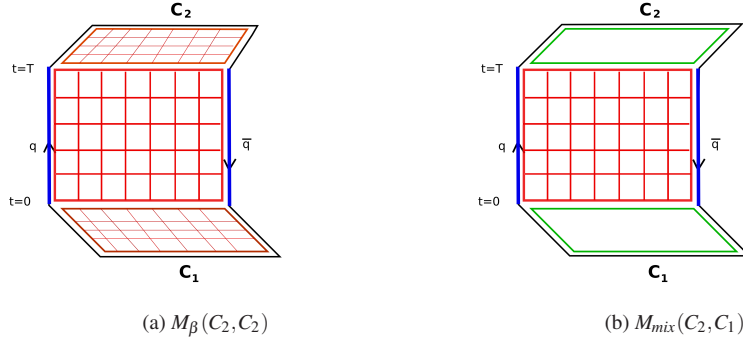 C₂
t=T
q
q̅
t=0
C₁
(a) M_β(C₂,C₂)
C₂
t=T
q
q̅
t=0
C₁
(b) M_mix(C₂,C₁)